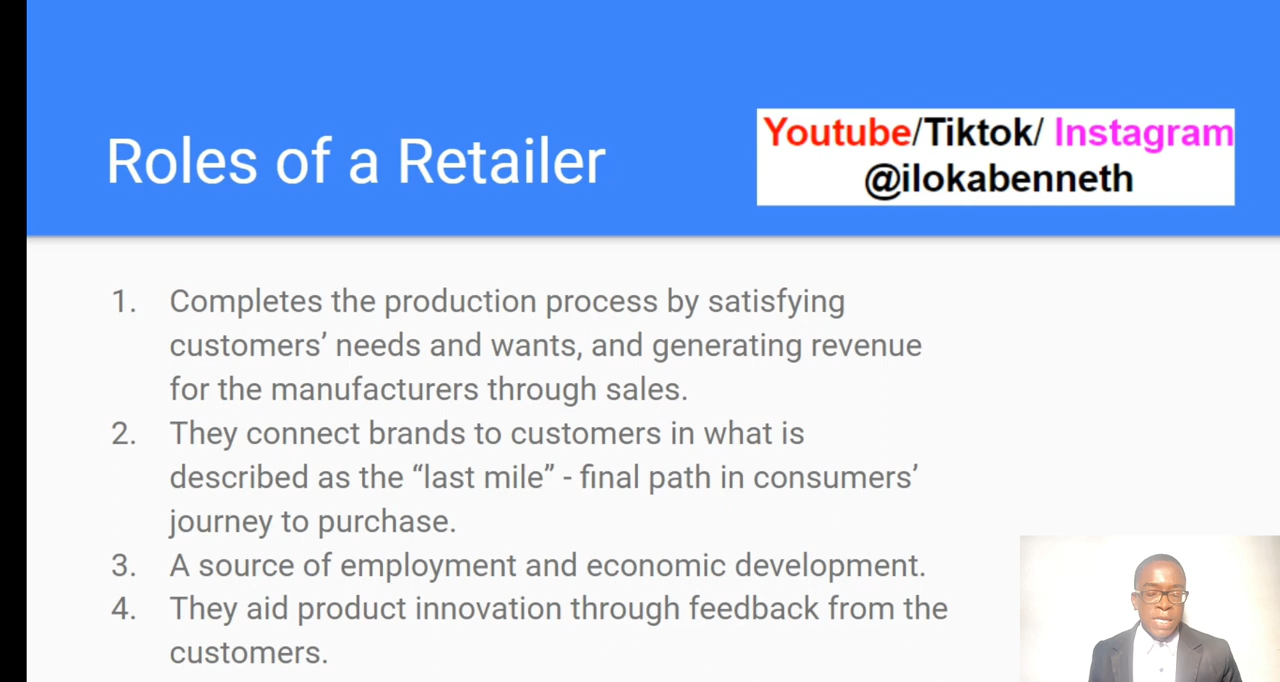 Roles of a Retailer
Youtube/Tiktok/ Instagram
@ilokabenneth
1. Completes the production process by satisfying
customers’ needs and wants, and generating revenue
for the manufacturers through sales.
2. They connect brands to customers in what is
described as the “last mile” - final path in consumers’
journey to purchase.
3. A source of employment and economic development.
4. They aid product innovation through feedback from the
customers.